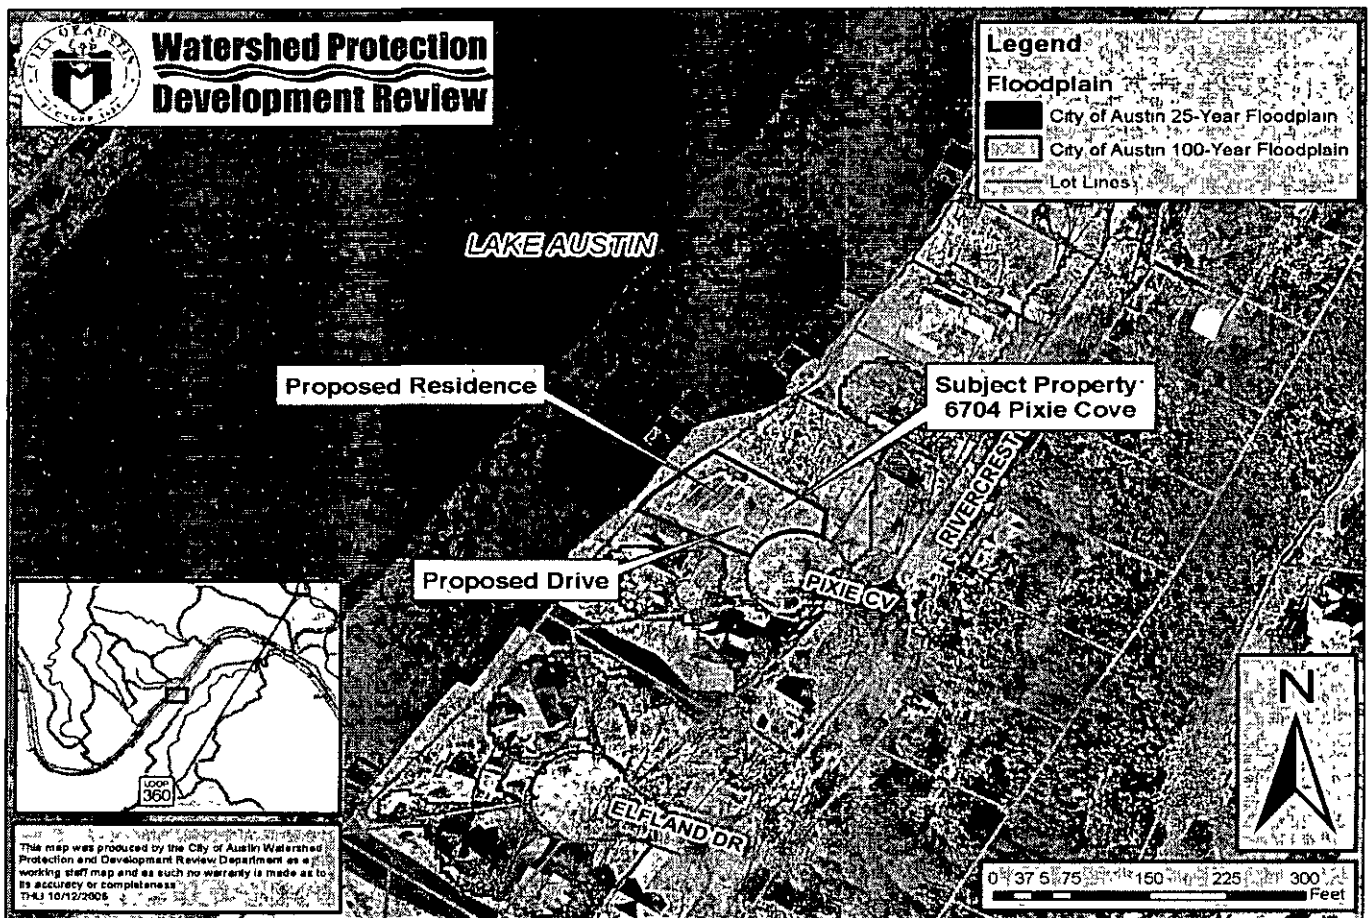 Watershed Protection
Development Review
Legend
Floodplain
City of Austin 25-Year Floodplain
City of Austin 100-Year Floodplain
Lot Lines
LAKE AUSTIN
Proposed Residence
Subject Property
6704 Pixie Cove
RIVERCREST
Proposed Drive
PIXIE CV
ELFLAND DR
LOOP
360
N
This map was produced by the City of Austin Watershed
Protection and Development Review Department as a
working staff map and as such no warranty is made as to
its accuracy or completeness
THU 10/12/2006
0 37 5 75 150 225 300
Feet